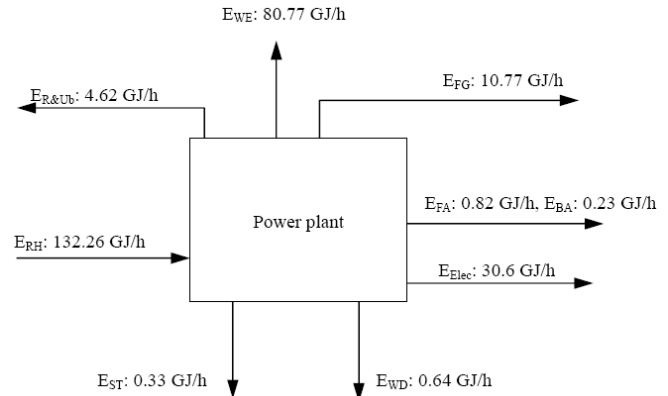 E_WE: 80.77 GJ/h
E_FG: 10.77 GJ/h
E_R&Ub: 4.62 GJ/h
E_FA: 0.82 GJ/h, E_BA: 0.23 GJ/h
Power plant
E_RH: 132.26 GJ/h
E_Elec: 30.6 GJ/h
E_ST: 0.33 GJ/h
E_WD: 0.64 GJ/h